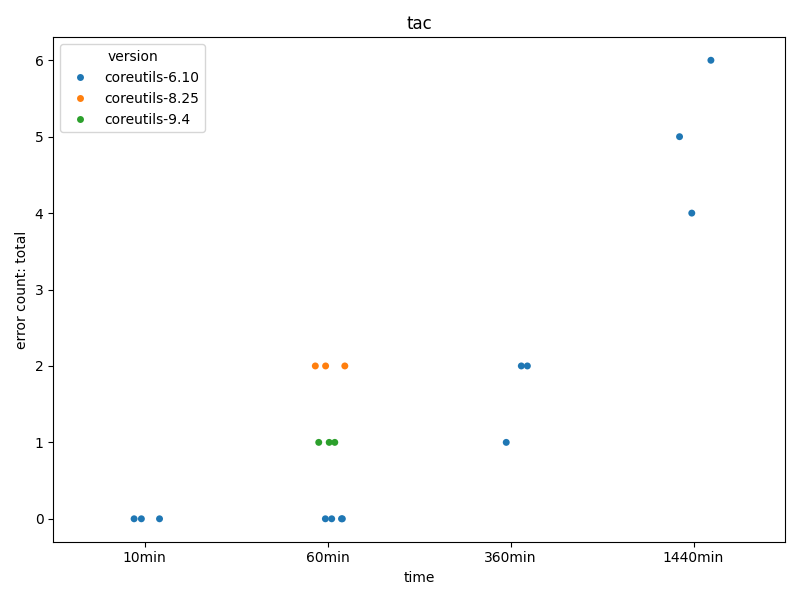 tac
version
coreutils-6.10
coreutils-8.25
coreutils-9.4
error count: total
6
5
4
3
2
1
0
10min
60min
360min
1440min
time